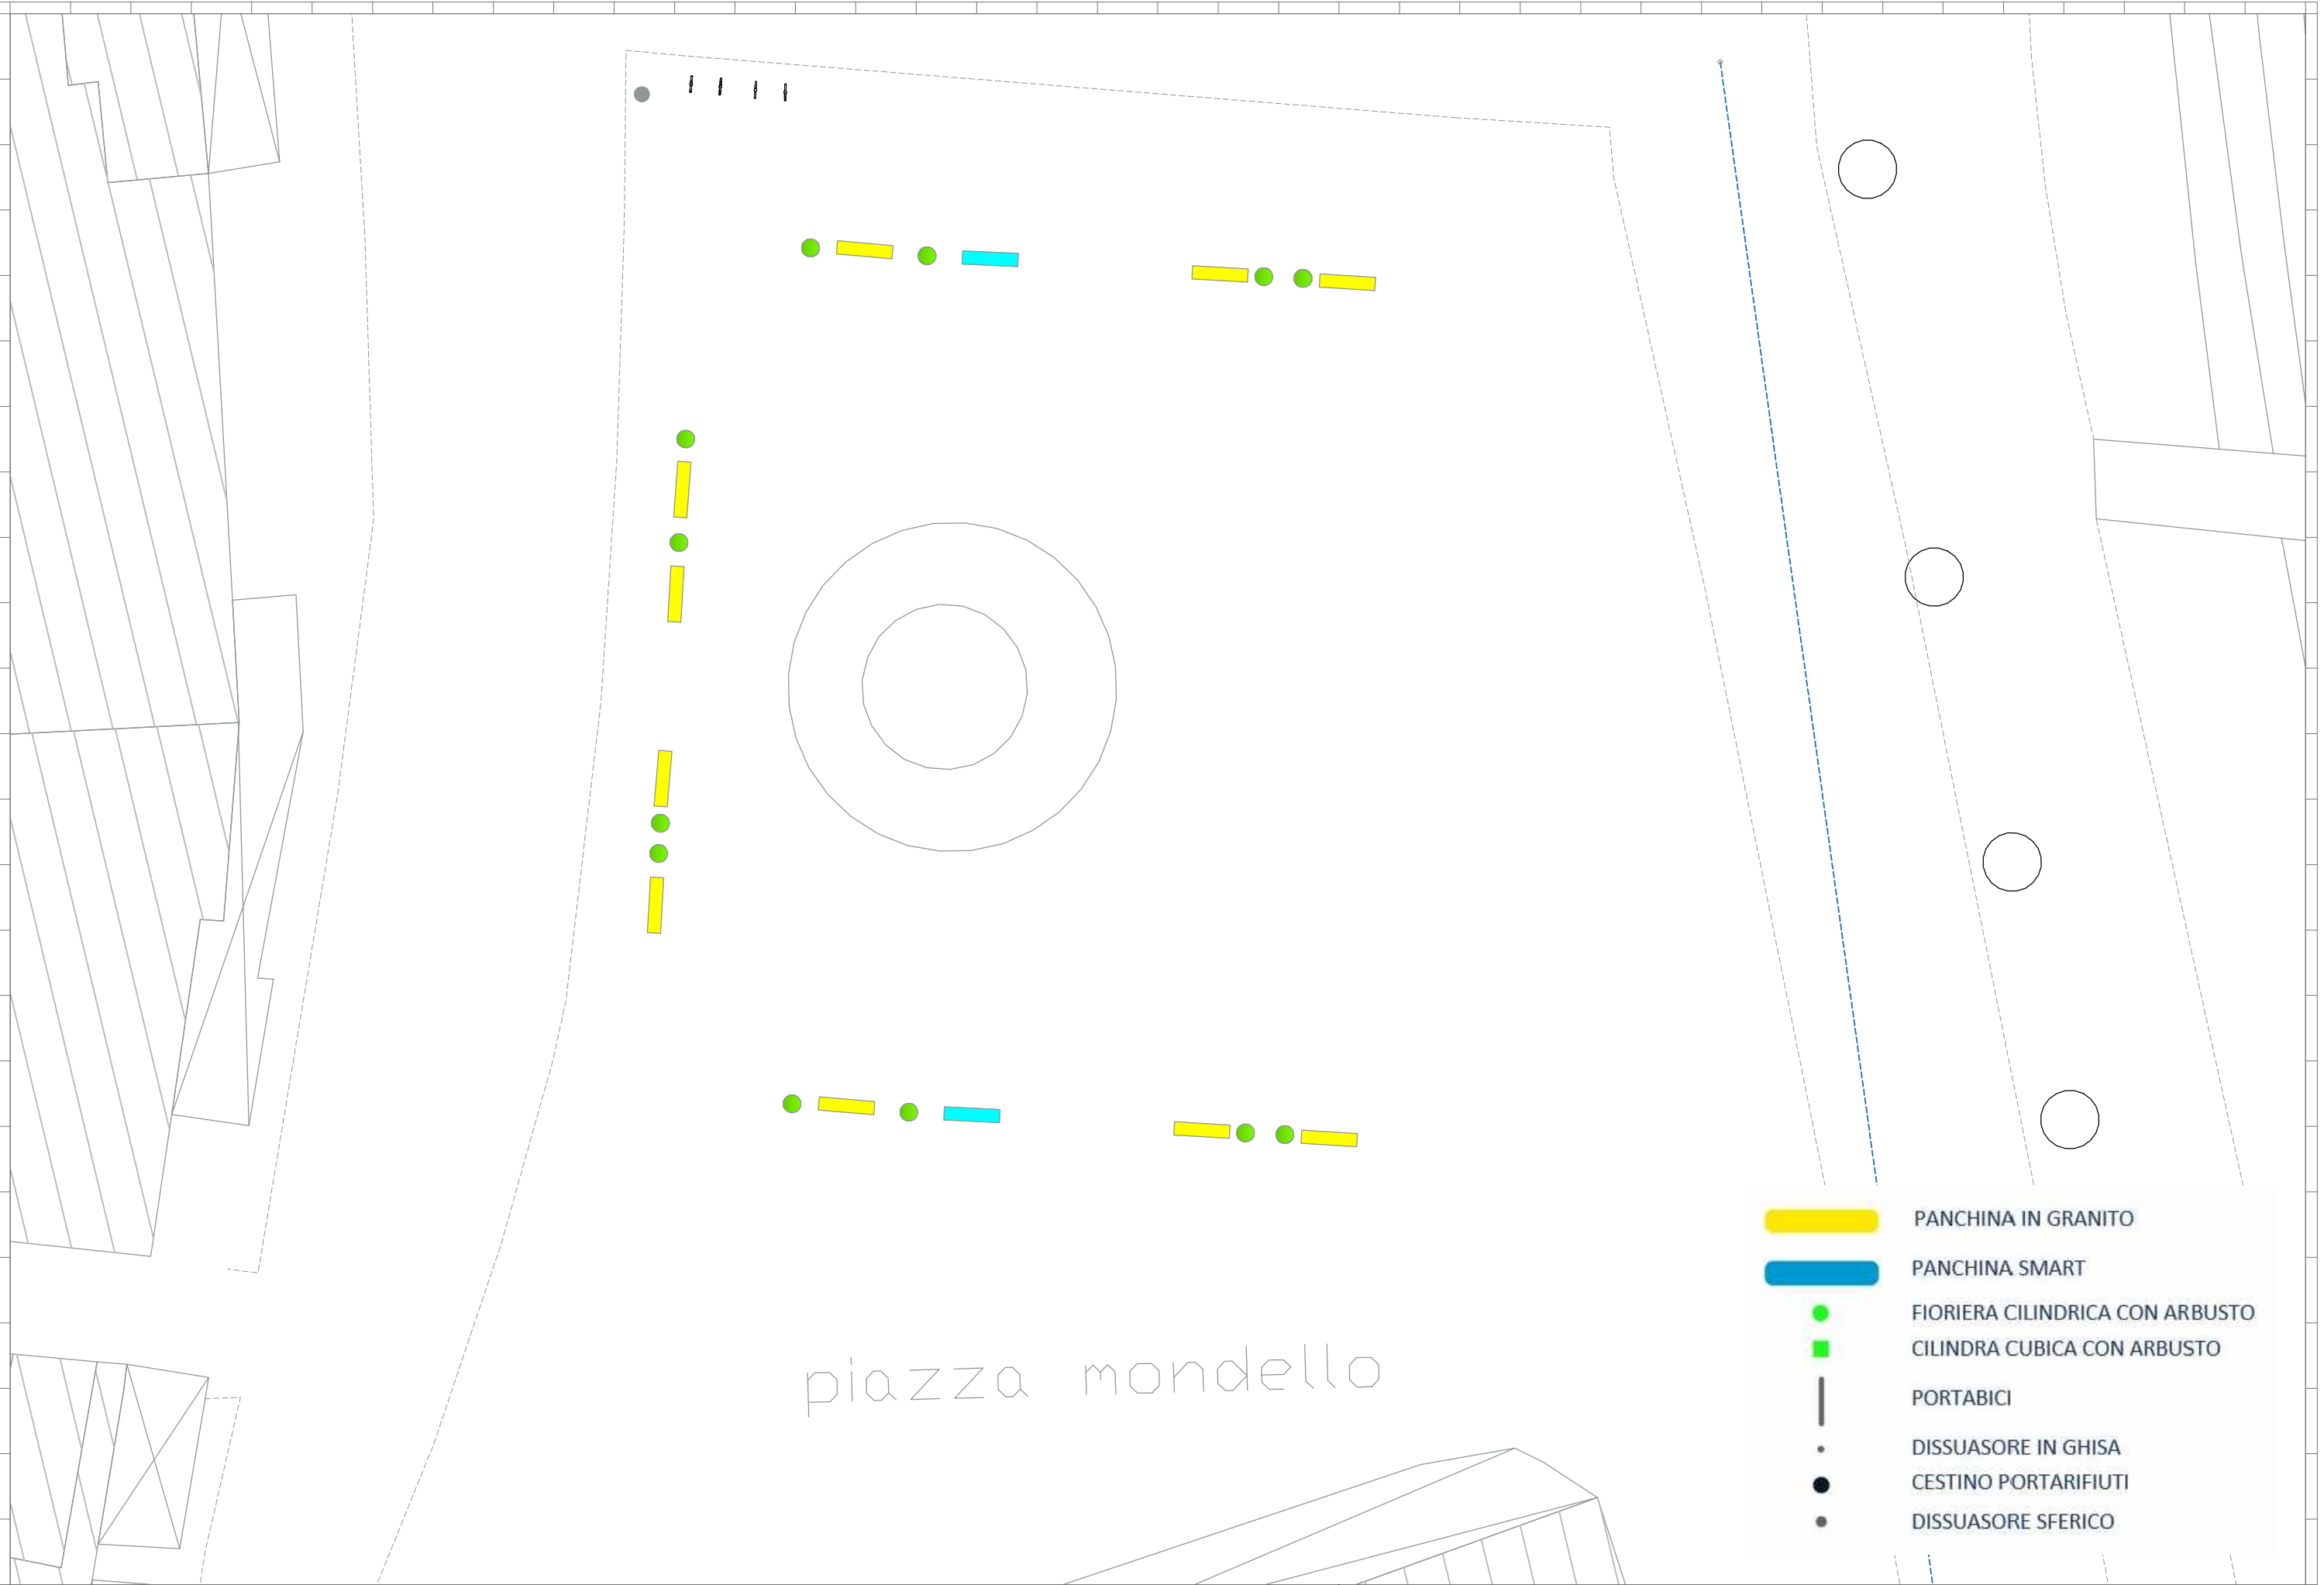 piazza mondello
PANCHINA IN GRANITO
PANCHINA SMART
FIORIERA CILINDRICA CON ARBUSTO
CILINDRA CUBICA CON ARBUSTO
PORTABICI
DISSUASORE IN GHISA
CESTINO PORTARIFIUTI
DISSUASORE SFERICO